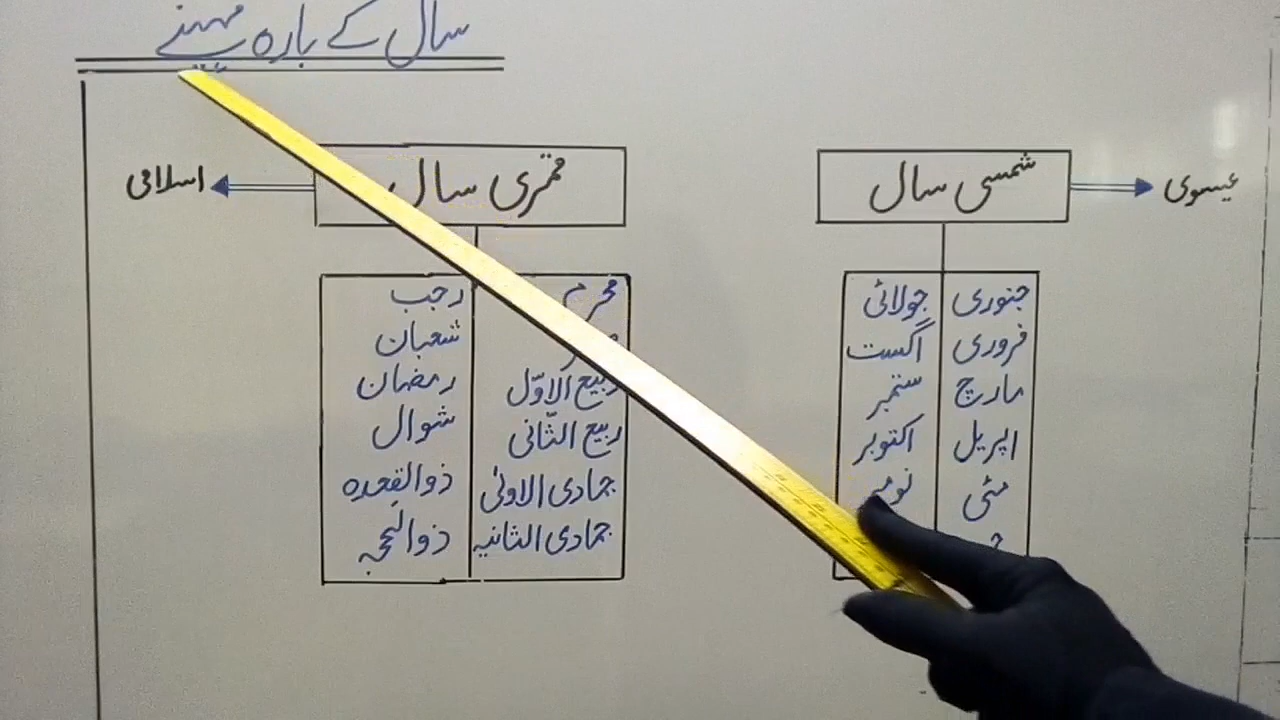 سال کے بارہ مہینے
شمسی سال
عیسوی
جنوری جولائی
فروری اگست
مارچ ستمبر
اپریل اکتوبر
مئی
قمری سال
اسلامی
محرم رجب
شعبان
ربیع الاوّل رمضان
ربیع الثّانی شوال
جمادی الاولیٰ ذوالقعدہ
جمادی الثانیہ ذوالحجہ